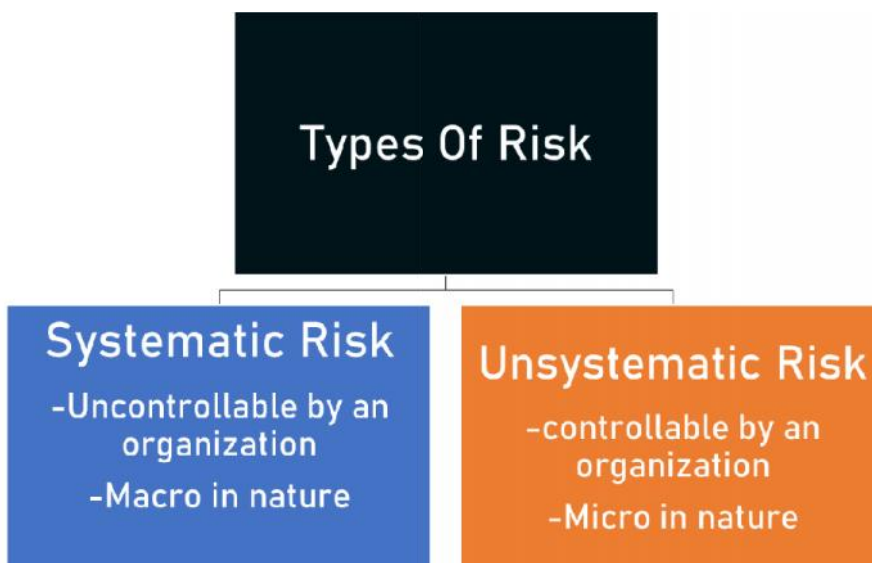 Types Of Risk
Systematic Risk
-Uncontrollable by an
organization
-Macro in nature
Unsystematic Risk
-controllable by an
organization
-Micro in nature